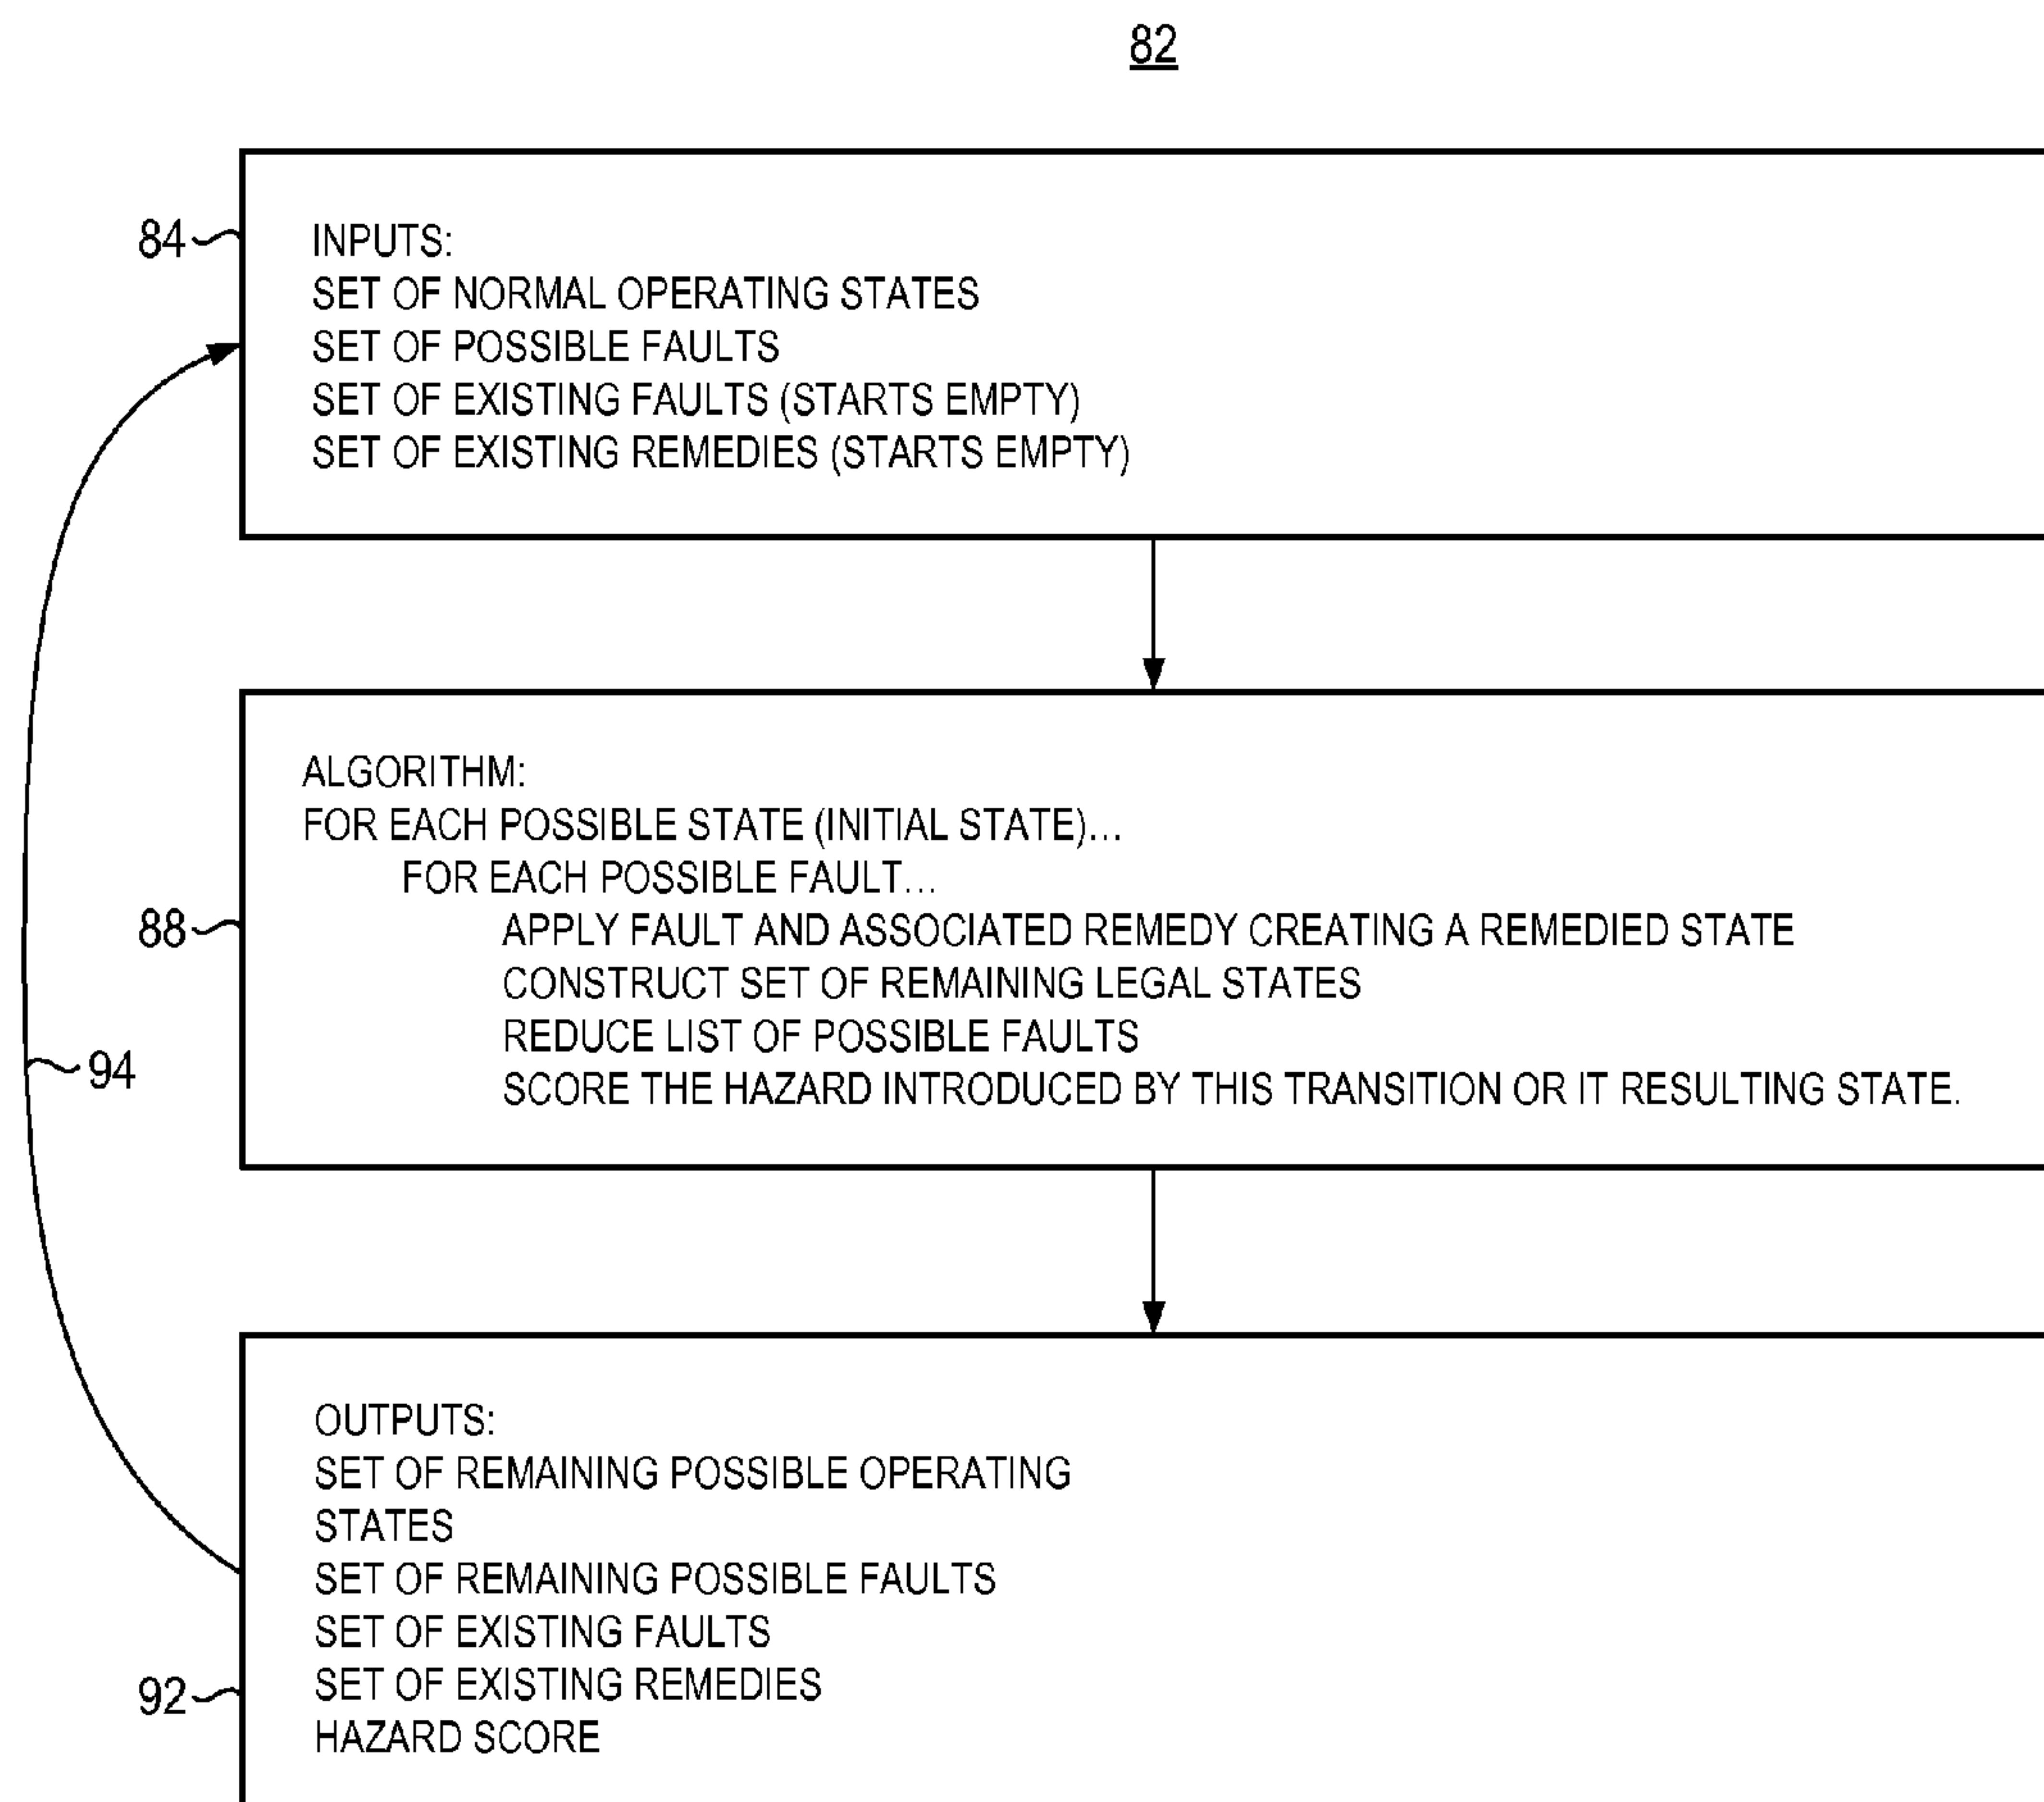 82
84
INPUTS:
SET OF NORMAL OPERATING STATES
SET OF POSSIBLE FAULTS
SET OF EXISTING FAULTS (STARTS EMPTY)
SET OF EXISTING REMEDIES (STARTS EMPTY)
ALGORITHM:
FOR EACH POSSIBLE STATE (INITIAL STATE)...
FOR EACH POSSIBLE FAULT...
88
APPLY FAULT AND ASSOCIATED REMEDY CREATING A REMEDIED STATE
CONSTRUCT SET OF REMAINING LEGAL STATES
REDUCE LIST OF POSSIBLE FAULTS
94
SCORE THE HAZARD INTRODUCED BY THIS TRANSITION OR IT RESULTING STATE.
OUTPUTS:
SET OF REMAINING POSSIBLE OPERATING
STATES
SET OF REMAINING POSSIBLE FAULTS
SET OF EXISTING FAULTS
SET OF EXISTING REMEDIES
92
HAZARD SCORE